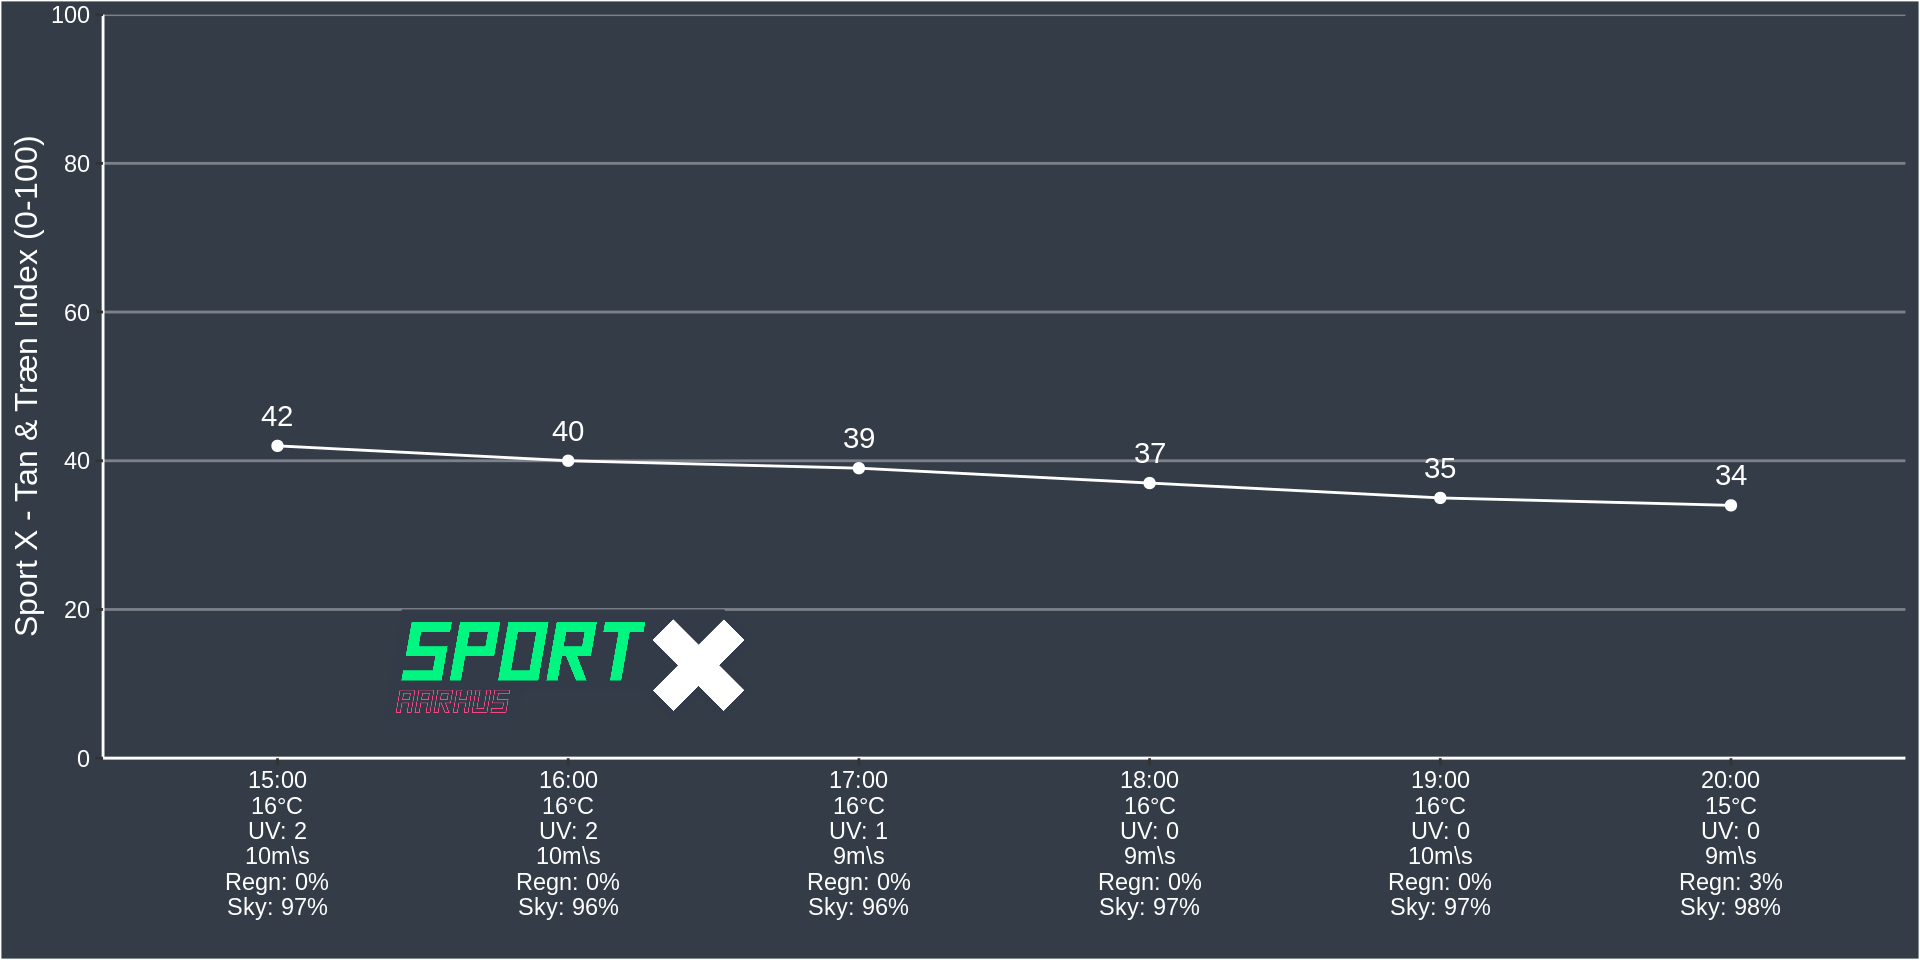 Sport X - Tan & Træn Index (0-100)
100
80
60
40
20
0
42
40
39
37
35
34
SPORT X
AARHUS
15:00
16°C
UV: 2
10m\s
Regn: 0%
Sky: 97%
16:00
16°C
UV: 2
10m\s
Regn: 0%
Sky: 96%
17:00
16°C
UV: 1
9m\s
Regn: 0%
Sky: 96%
18:00
16°C
UV: 0
9m\s
Regn: 0%
Sky: 97%
19:00
16°C
UV: 0
10m\s
Regn: 0%
Sky: 97%
20:00
15°C
UV: 0
9m\s
Regn: 3%
Sky: 98%